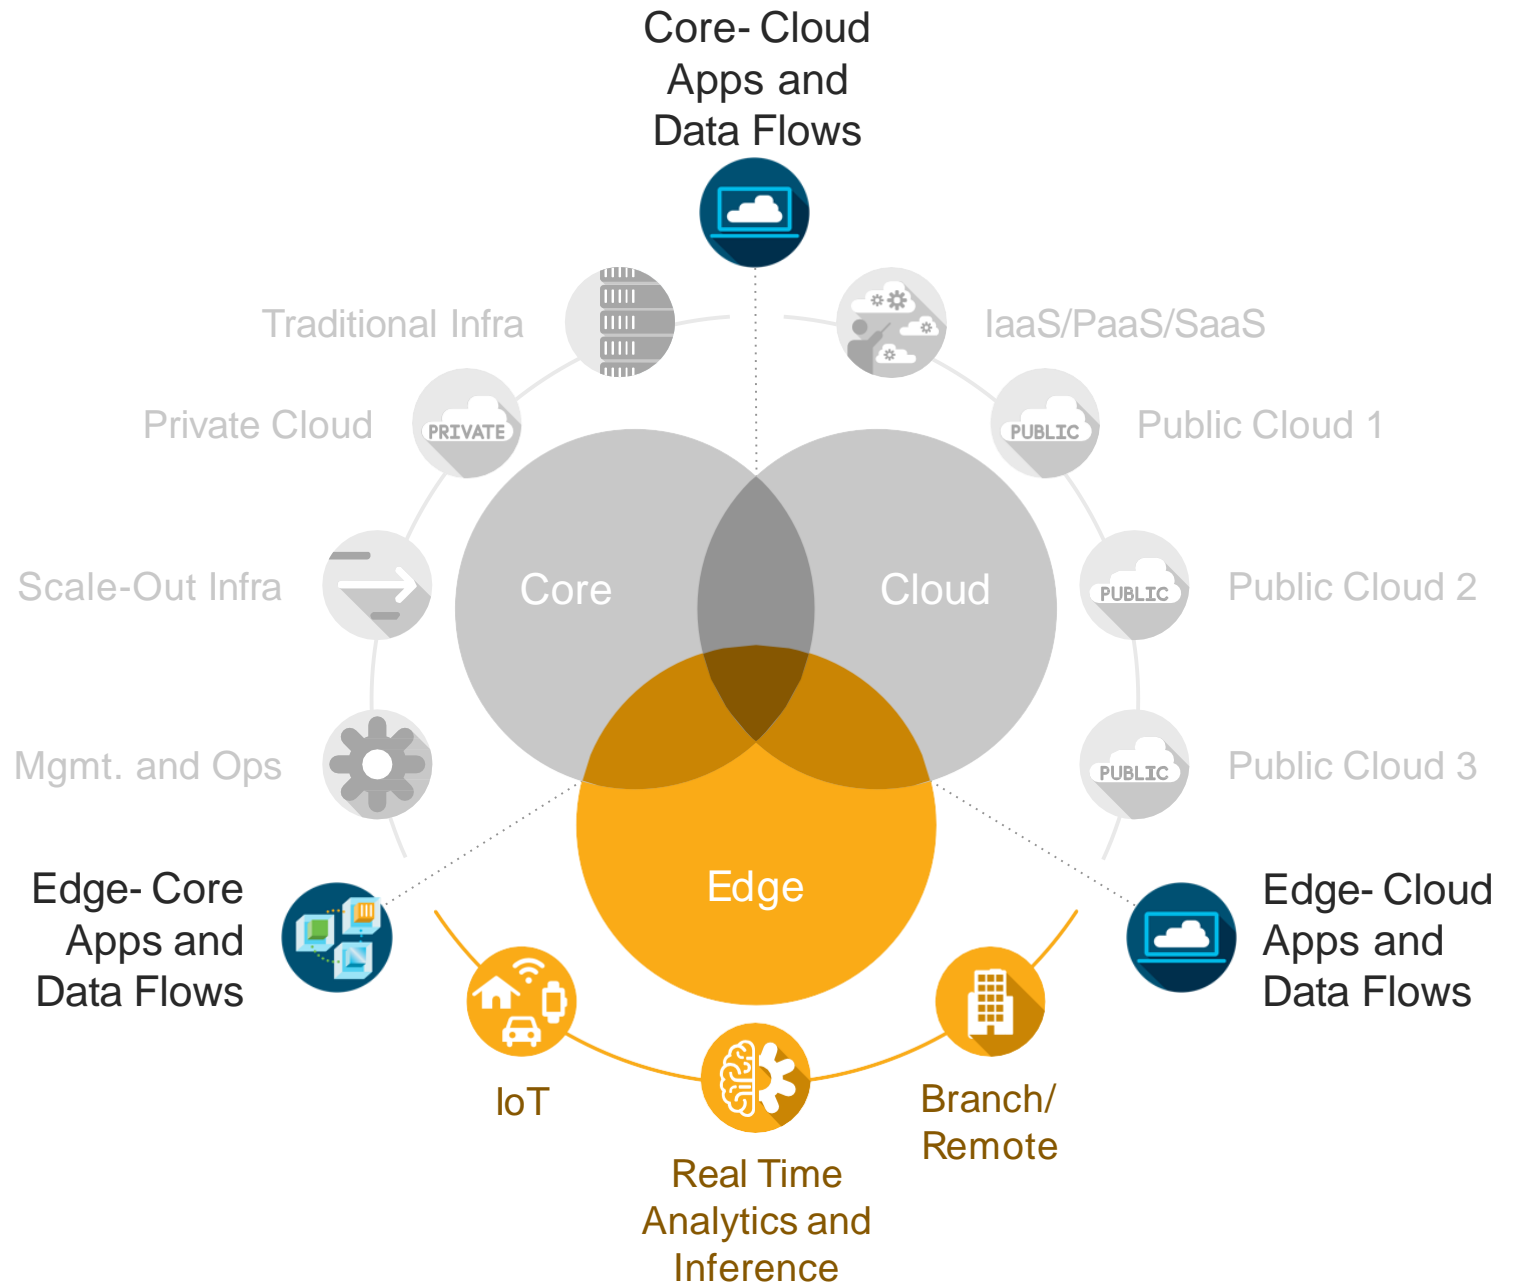 Core- Cloud
Apps and
Data Flows
Traditional Infra
IaaS/PaaS/SaaS
Private Cloud
PRIVATE
PUBLIC
Public Cloud 1
Scale-Out Infra
Core
Cloud
PUBLIC
Public Cloud 2
Mgmt. and Ops
PUBLIC
Public Cloud 3
Edge- Core
Apps and
Data Flows
Edge
Edge- Cloud
Apps and
Data Flows
IoT
Real Time
Analytics and
Inference
Branch/
Remote